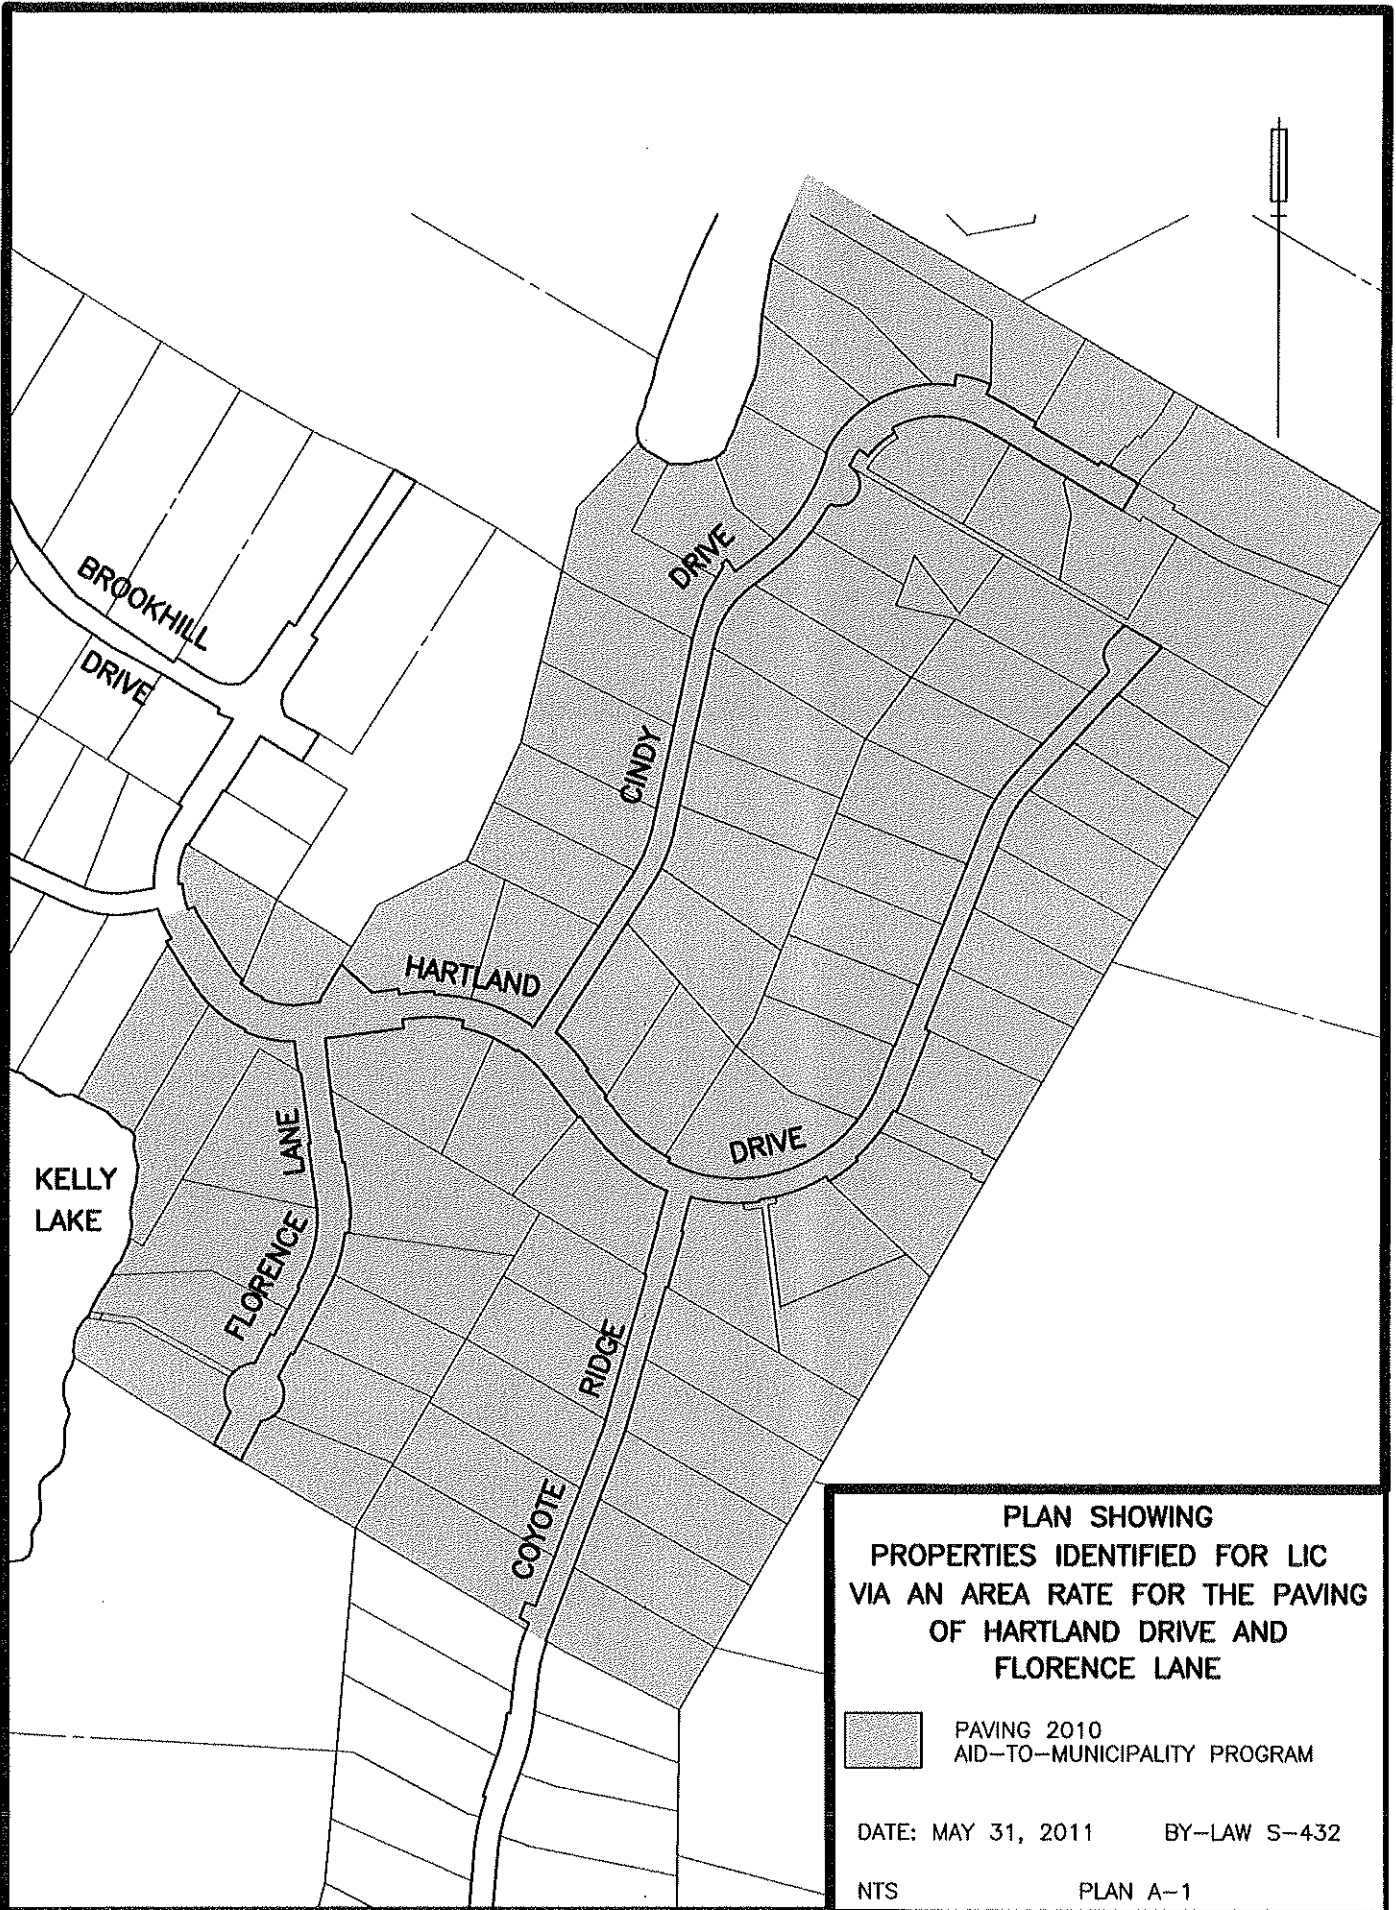 BROOKHILL
DRIVE
DRIVE
CINDY
HARTLAND
DRIVE
LANE
FLORENCE
KELLY
LAKE
RIDGE
COYOTE
PLAN SHOWING
PROPERTIES IDENTIFIED FOR LIC
VIA AN AREA RATE FOR THE PAVING
OF HARTLAND DRIVE AND
FLORENCE LANE
PAVING 2010
AID-TO-MUNICIPALITY PROGRAM
DATE: MAY 31, 2011 BY-LAW S-432
NTS PLAN A-1